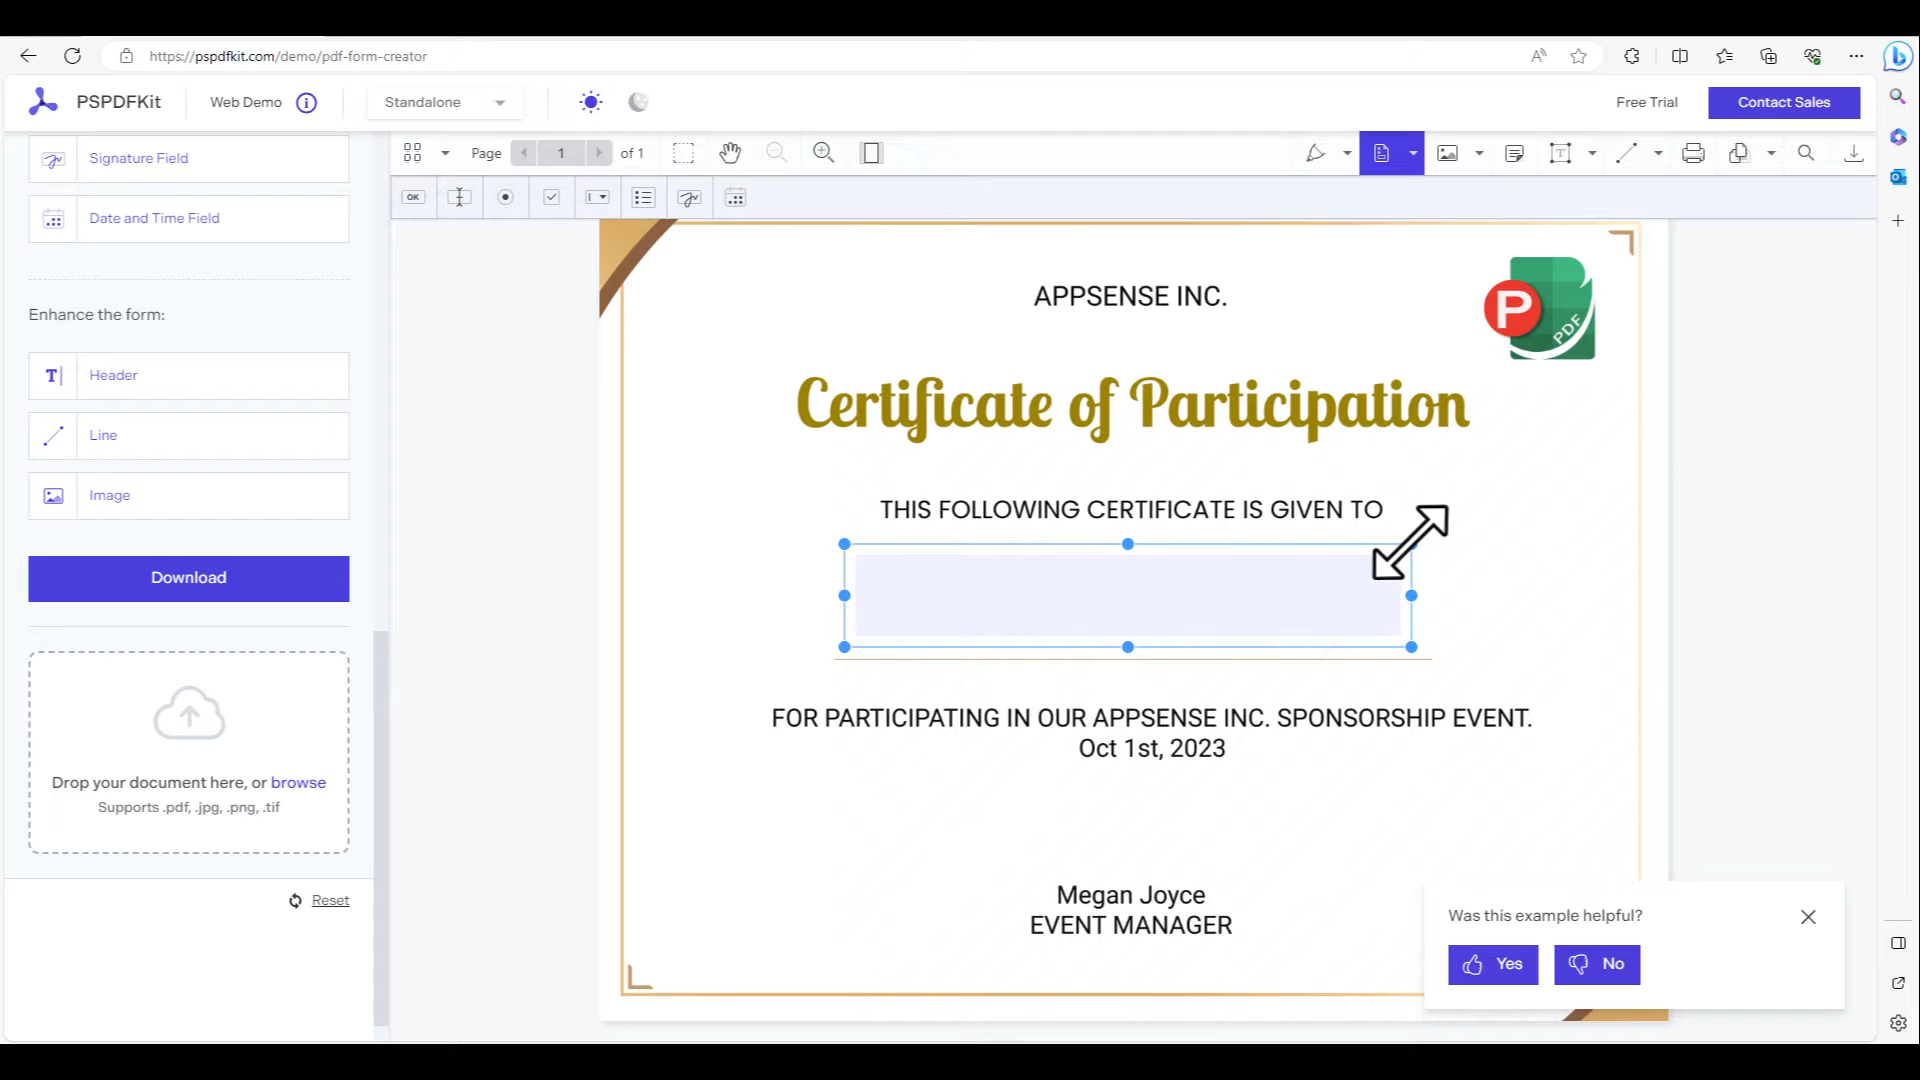 https://pspdfkit.com/demo/pdf-form-creator
PSPDFKit
Web Demo
Standalone
Free Trial
Contact Sales
Signature Field
Date and Time Field
Enhance the form:
T Header
Line
Image
Download
Drop your document here, or browse
Supports .pdf, .jpg, .png, .tif
Reset
Page 1 of 1
OK
APPSENSE INC.
P
PDF
Certificate of Participation
THIS FOLLOWING CERTIFICATE IS GIVEN TO
FOR PARTICIPATING IN OUR APPSENSE INC. SPONSORSHIP EVENT.
Oct 1st, 2023
Megan Joyce
EVENT MANAGER
Was this example helpful?
Yes
No